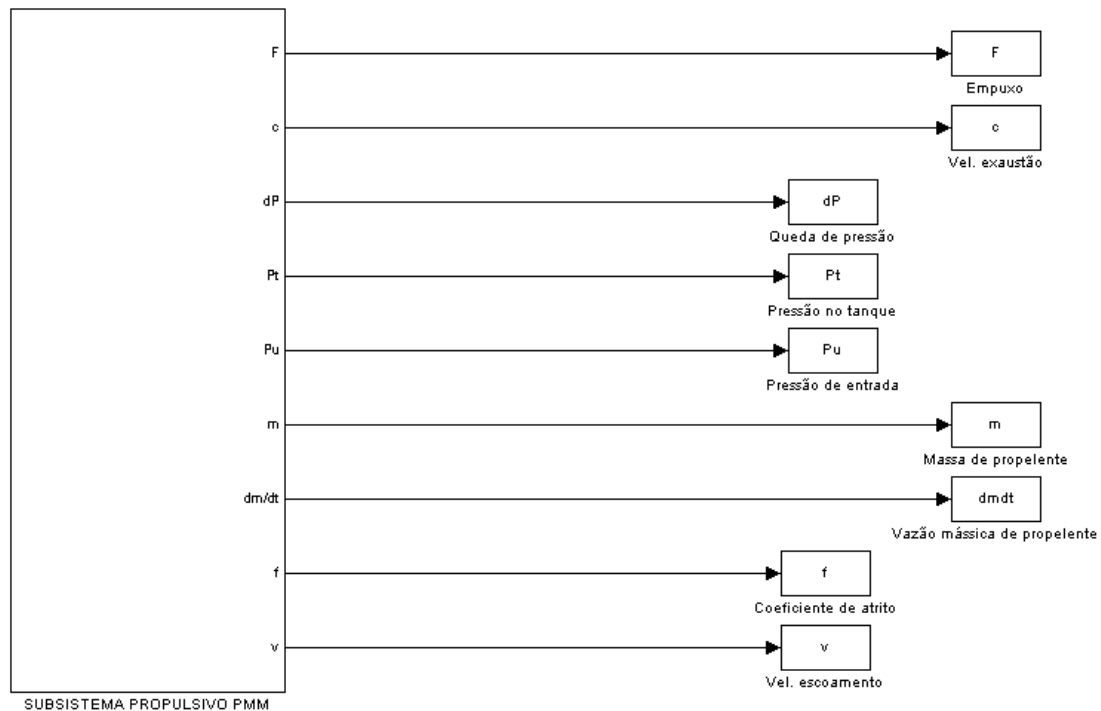 F
F
Empuxo
c
c
Vel. exaustão
dP
dP
Queda de pressão
Pt
Pt
Pressão no tanque
Pu
Pu
Pressão de entrada
m
m
Massa de propelente
dm/dt
dmdt
Vazão mássica de propelente
f
f
Coeficiente de atrito
v
v
Vel. escoamento
SUBSISTEMA PROPULSIVO PMM